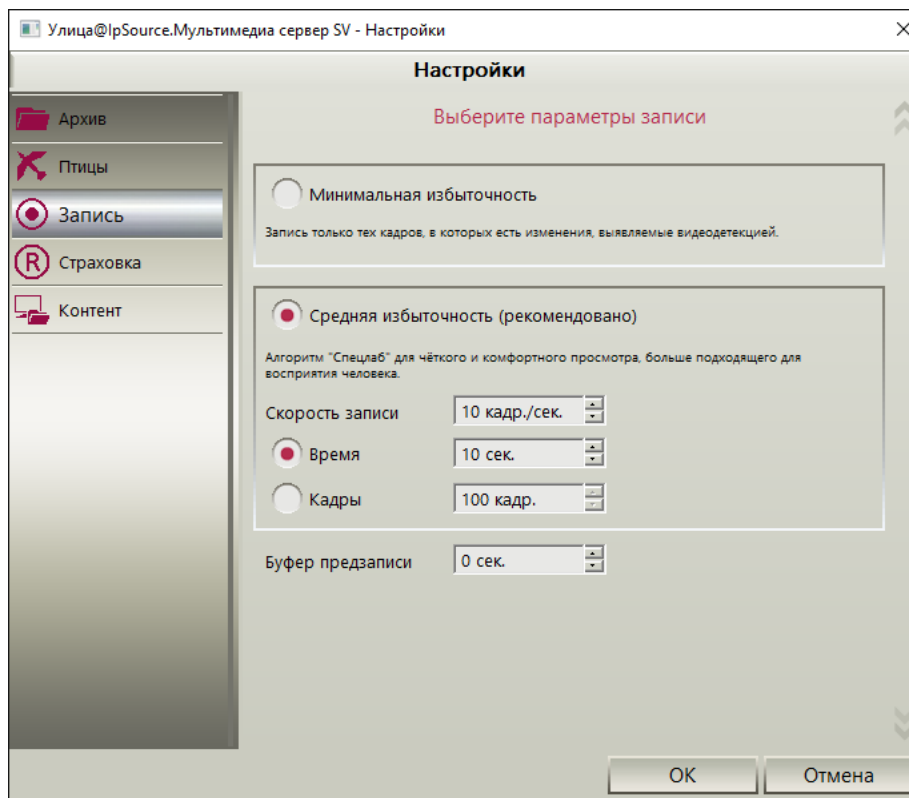 Улица@IpSource.Мультимедиа сервер SV - Настройки
Настройки
Архив
Птицы
Запись
Страховка
Контент
Выберите параметры записи
Минимальная избыточность
Запись только тех кадров, в которых есть изменения, выявляемые видеодетекцией.
Средняя избыточность (рекомендовано)
Алгоритм "Спецлаб" для чёткого и комфортного просмотра, больше подходящего для
восприятия человека.
Скорость записи 10 кадр./сек.
Время 10 сек.
Кадры 100 кадр.
Буфер предзаписи 0 сек.
OK Отмена